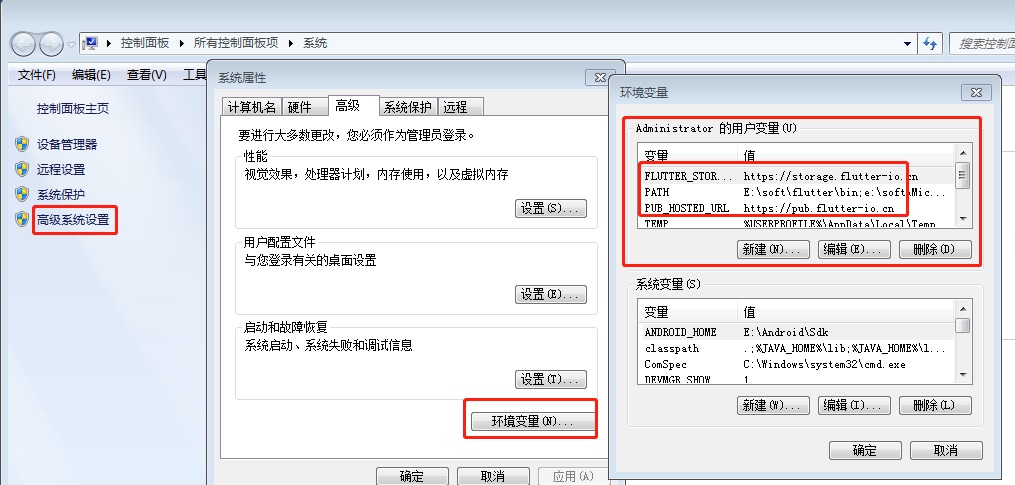 控制面板 ▸ 所有控制面板项 ▸ 系统
搜索控制面
文件(F) 编辑(E) 查看(V) 工具
控制面板主页
设备管理器
远程设置
系统保护
高级系统设置
系统属性
计算机名 硬件 高级 系统保护 远程
要进行大多数更改，您必须作为管理员登录。
性能
视觉效果，处理器计划，内存使用，以及虚拟内存
设置(S)...
用户配置文件
与您登录有关的桌面设置
设置(E)...
启动和故障恢复
系统启动、系统失败和调试信息
设置(T)...
环境变量(N)...
确定 取消 应用(A)
环境变量
Administrator 的用户变量(U)
变量 值
FLUTTER_STOR... https://storage.flutter-io.cn
PATH E:\soft\flutter\bin;e:\soft\Mic...
PUB_HOSTED_URL https://pub.flutter-io.cn
TEMP %USERPROFILE%\AppData\Local\Temp
新建(N)... 编辑(E)... 删除(D)
系统变量(S)
变量 值
ANDROID_HOME E:\Android\Sdk
classpath .;%JAVA_HOME%\lib;%JAVA_HOME%\l...
ComSpec C:\Windows\system32\cmd.exe
DEVMGR_SHOW 1
新建(W)... 编辑(I)... 删除(L)
确定 取消